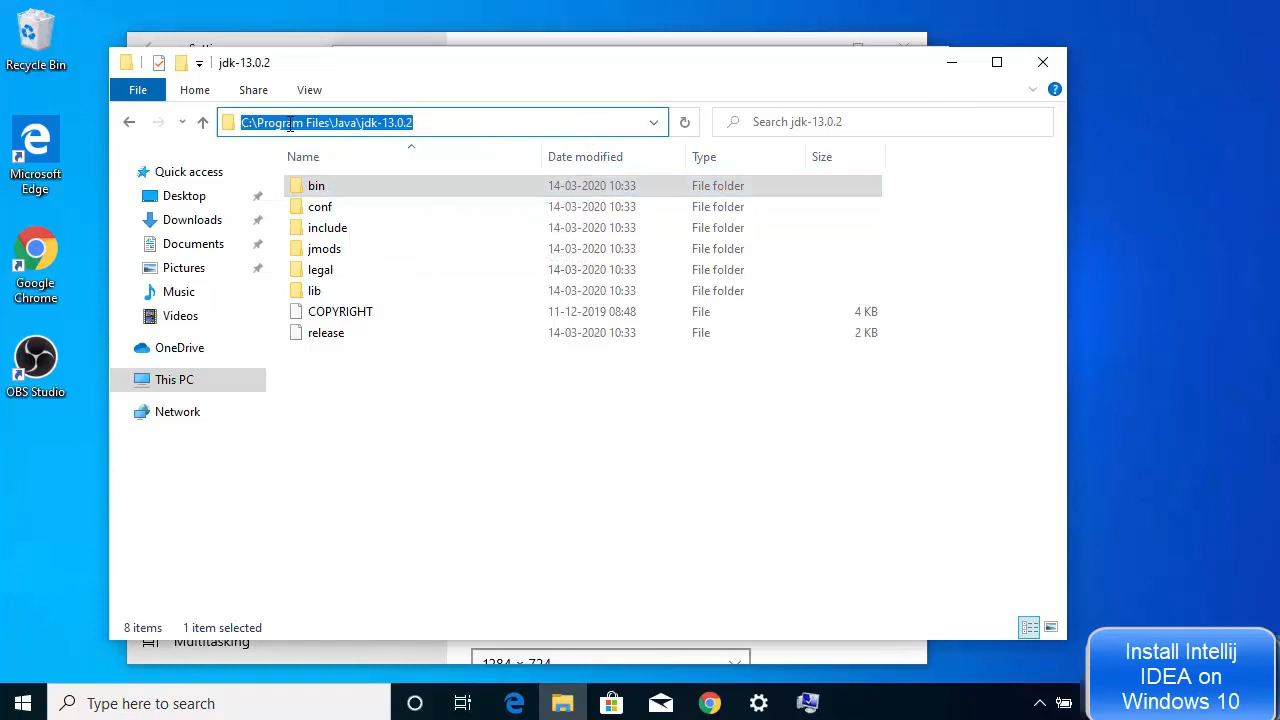 Recycle Bin
Microsoft
Edge
Google
Chrome
OBS Studio
jdk-13.0.2
File
Home
Share
View
C:\Program Files\Java\jdk-13.0.2
Search jdk-13.0.2
Name
Date modified
Type
Size
Quick access
Desktop
Downloads
Documents
Pictures
Music
Videos
OneDrive
This PC
Network
bin 14-03-2020 10:33 File folder
conf 14-03-2020 10:33 File folder
include 14-03-2020 10:33 File folder
jmods 14-03-2020 10:33 File folder
legal 14-03-2020 10:33 File folder
lib 14-03-2020 10:33 File folder
COPYRIGHT 11-12-2019 08:48 File 4 KB
release 14-03-2020 10:33 File 2 KB
8 items 1 item selected
Multitasking
1284 × 724
Install Intellij
IDEA on
Windows 10
Type here to search